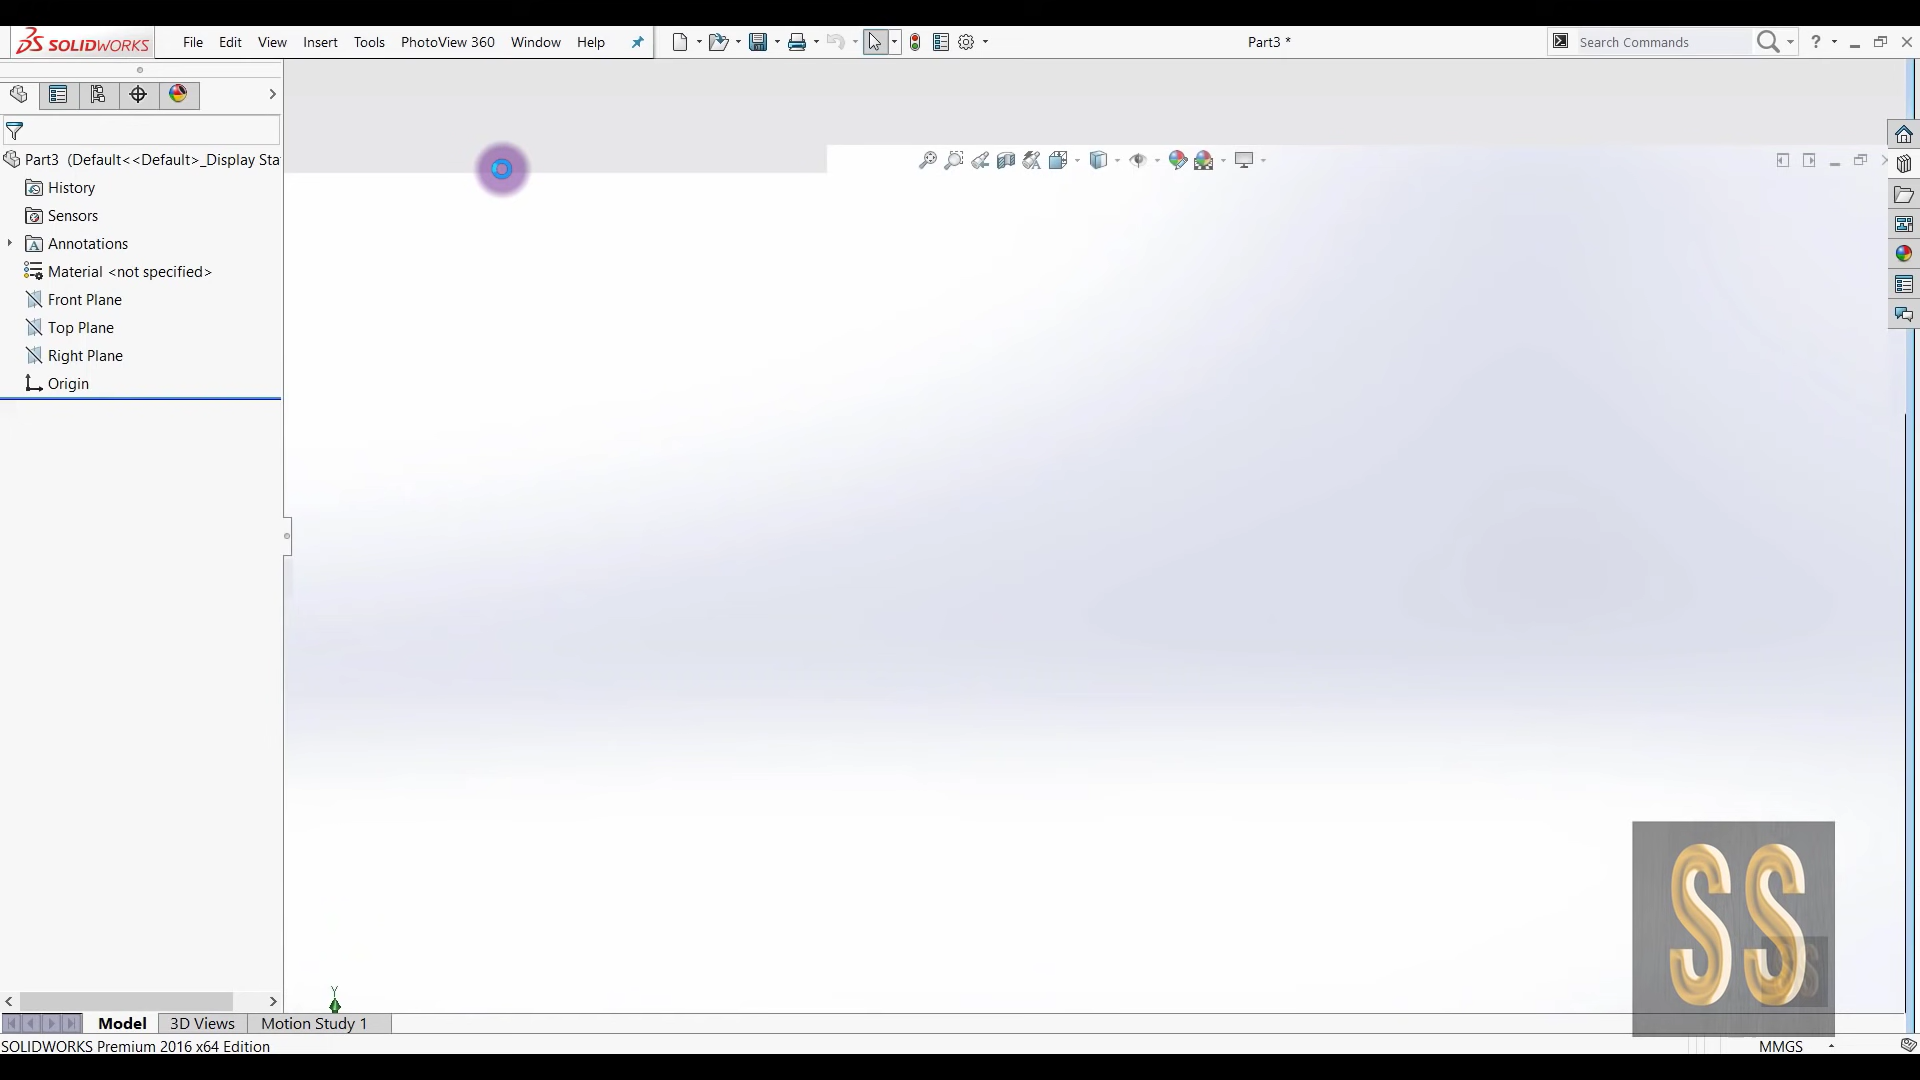 SOLIDWORKS File Edit View Insert Tools PhotoView 360 Window Help Part3 * Search Commands ?
Part3 (Default<<Default>_Display Sta
History
Sensors
Annotations
Material <not specified>
Front Plane
Top Plane
Right Plane
Origin
Y
Model 3D Views Motion Study 1
SOLIDWORKS Premium 2016 x64 Edition MMGS
SS